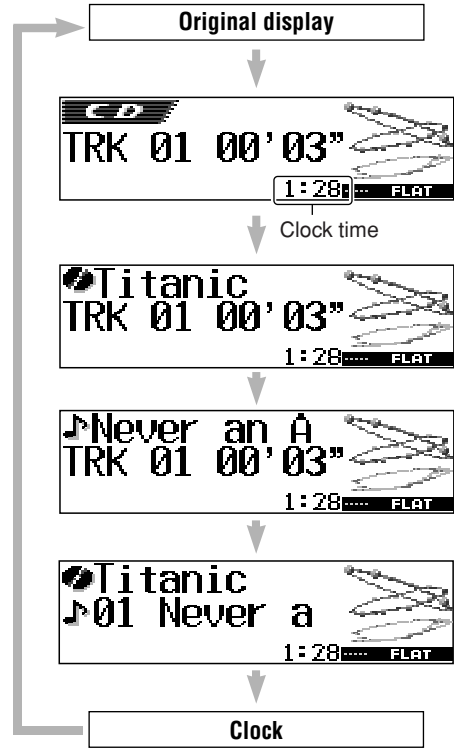 Original display
CD
TRK 01 00’03”
1:28 FLAT
Clock time
Titanic
TRK 01 00’03”
1:28 FLAT
Never an A
TRK 01 00’03”
1:28 FLAT
Titanic
01 Never a
1:28 FLAT
Clock